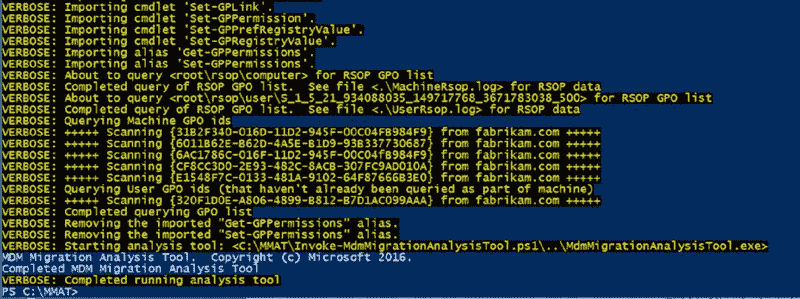 VERBOSE: Importing cmdlet 'Set-GPLink'.
VERBOSE: Importing cmdlet 'Set-GPPermission'.
VERBOSE: Importing cmdlet 'Set-GPPrefRegistryValue'.
VERBOSE: Importing cmdlet 'Set-GPRegistryValue'.
VERBOSE: Importing alias 'Get-GPPermissions'.
VERBOSE: Importing alias 'Set-GPPermissions'.
VERBOSE: About to query <root\rsop\computer> for RSOP GPO list
VERBOSE: Completed query of RSOP GPO list.  See file <.\MachineRsop.log> for RSOP data
VERBOSE: About to query <root\rsop\user\S_1_5_21_934088035_149717768_3671783038_500> for RSOP GPO list
VERBOSE: Completed query of RSOP GPO list.  See file <.\UserRsop.log> for RSOP data
VERBOSE: Querying Machine GPO ids
VERBOSE: +++++ Scanning {31B2F340-016D-11D2-945F-00C04FB984F9} from fabrikam.com +++++
VERBOSE: +++++ Scanning {6011B62E-B62D-4A5E-B1D9-93B337730687} from fabrikam.com +++++
VERBOSE: +++++ Scanning {6AC1786C-016F-11D2-945F-00C04fB984F9} from fabrikam.com +++++
VERBOSE: +++++ Scanning {CF8CC3D0-2E93-4B2C-8ACB-307FC9AD010A} from fabrikam.com +++++
VERBOSE: +++++ Scanning {E1548F7C-0133-481A-9102-64F87666B3E0} from fabrikam.com +++++
VERBOSE: Querying User GPO ids (that haven't already been queried as part of machine)
VERBOSE: +++++ Scanning {320F1D0E-A806-4899-B812-B7D1AC099AAA} from fabrikam.com +++++
VERBOSE: Completed querying GPO list
VERBOSE: Removing the imported "Get-GPPermissions" alias.
VERBOSE: Removing the imported "Set-GPPermissions" alias.
VERBOSE: Starting analysis tool: <C:\MMAT\Invoke-MdmMigrationAnalysisTool.ps1\..\MdmMigrationAnalysisTool.exe>
MDM Migration Analysis Tool.  Copyright (c) Microsoft 2016.
Completed MDM Migration Analysis Tool
VERBOSE: Completed running analysis tool
PS C:\MMAT>